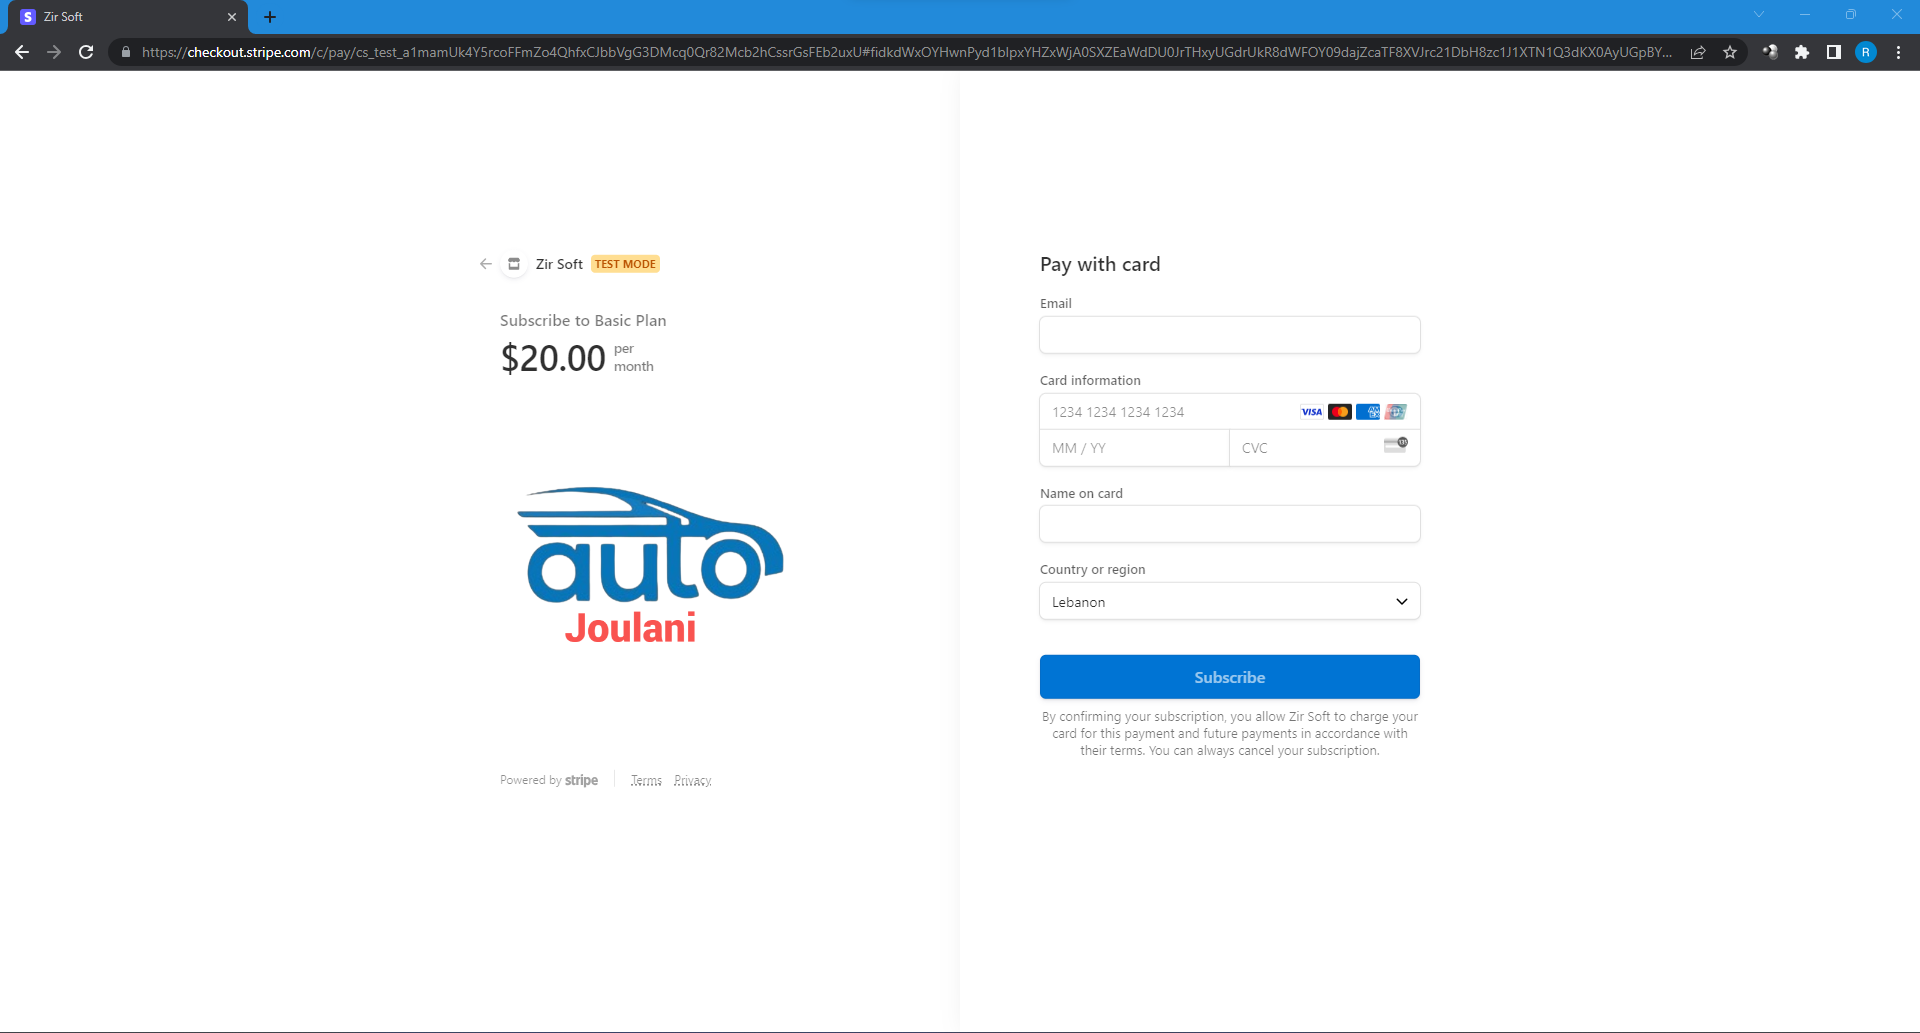 Zir Soft
https://checkout.stripe.com/c/pay/cs_test_a1mamUk4Y5rcoFFmZo4QhfxCJbbVgG3DMcq0Qr82Mcb2hCssrGsFEb2uxU#fidkdWxOYHwnPyd1blpxYHZxWjA0SXZEaWdDU0JrTHxyUGdrUkR8dWFOY09dajZcaTF8XVJrc21DbH8zc1J1XTN1Q3dKX0AyUGpBY...
R
Zir Soft TEST MODE
Subscribe to Basic Plan
$20.00 per
month
auto
Joulani
Powered by stripe
Terms Privacy
Pay with card
Email
Card information
1234 1234 1234 1234
VISA
MM / YY
CVC
Name on card
Country or region
Lebanon
Subscribe
By confirming your subscription, you allow Zir Soft to charge your
card for this payment and future payments in accordance with
their terms. You can always cancel your subscription.